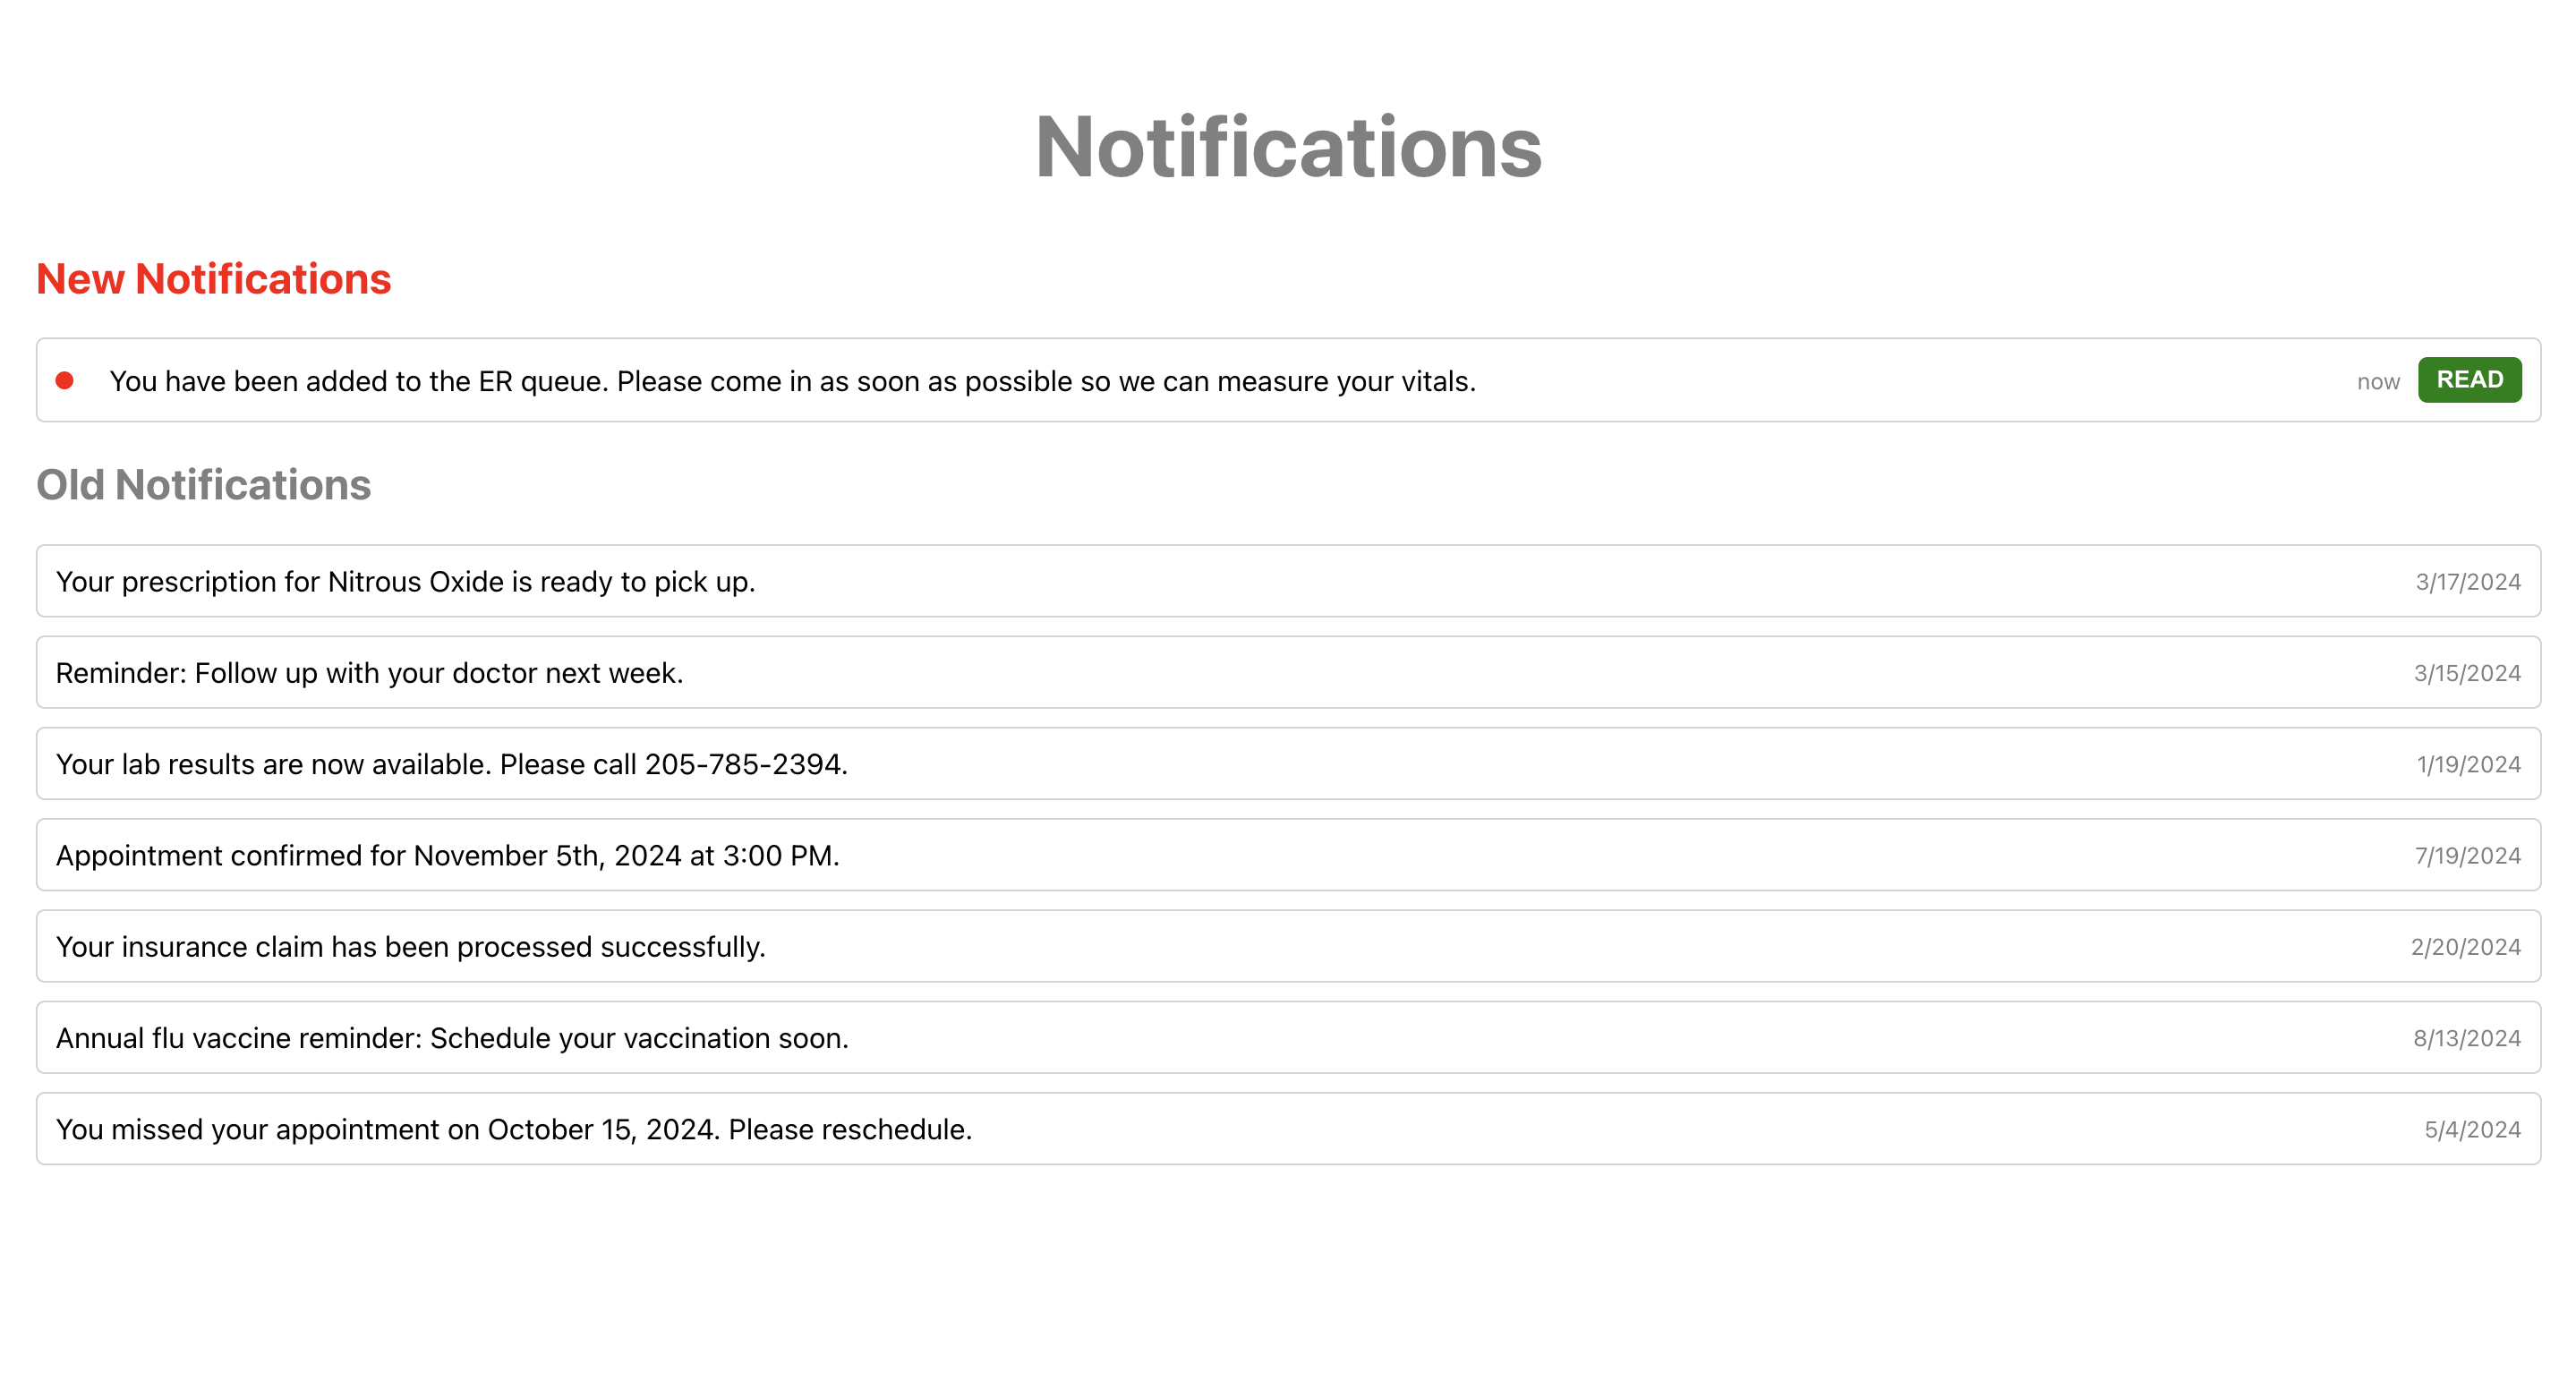 Notifications
New Notifications
You have been added to the ER queue. Please come in as soon as possible so we can measure your vitals. now READ
Old Notifications
Your prescription for Nitrous Oxide is ready to pick up. 3/17/2024
Reminder: Follow up with your doctor next week. 3/15/2024
Your lab results are now available. Please call 205-785-2394. 1/19/2024
Appointment confirmed for November 5th, 2024 at 3:00 PM. 7/19/2024
Your insurance claim has been processed successfully. 2/20/2024
Annual flu vaccine reminder: Schedule your vaccination soon. 8/13/2024
You missed your appointment on October 15, 2024. Please reschedule. 5/4/2024